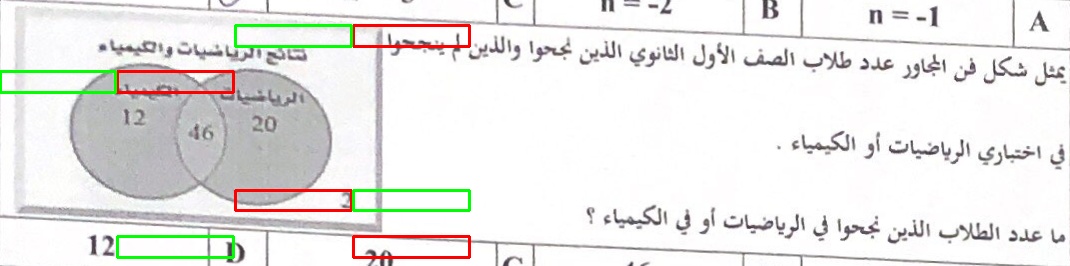 A n = -1 B n = -2 C
يمثل شكل فن المجاور عدد طلاب الصف الأول الثانوي الذين نجحوا والذين لم ينجحوا
في اختباري الرياضيات أو الكيمياء .
ما عدد الطلاب الذين نجحوا في الرياضيات أو في الكيمياء ؟
نتائج الرياضيات والكيمياء
الرياضيات الكيمياء
20 46 12
2
C 20 D 12